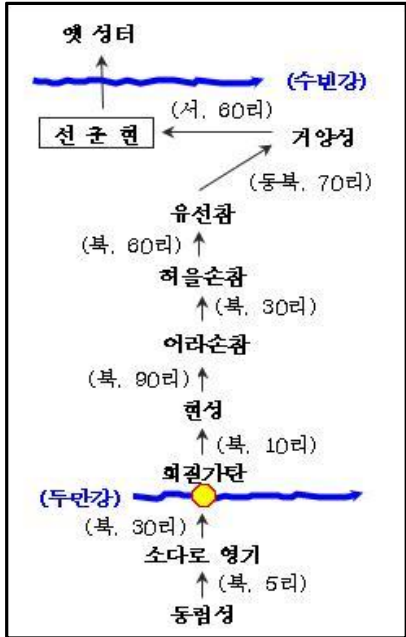 옛 성터
(수빈강)
(서, 60리)
선춘현
거양성
(동북, 70리)
유선참
(북, 60리)
허을손참
(북, 30리)
어라손참
(북, 90리)
현성
(북, 10리)
회질가탄
(두만강)
(북, 30리)
소다로 영기
(북, 5리)
동림성